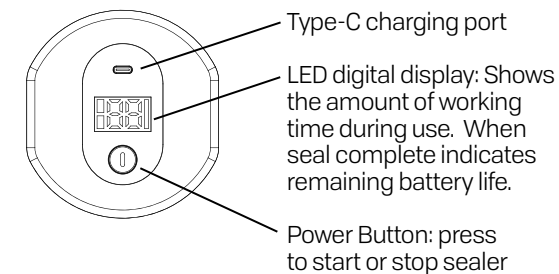 Type-C charging port
LED digital display: Shows
the amount of working
time during use.  When
seal complete indicates
remaining battery life.
Power Button: press
to start or stop sealer